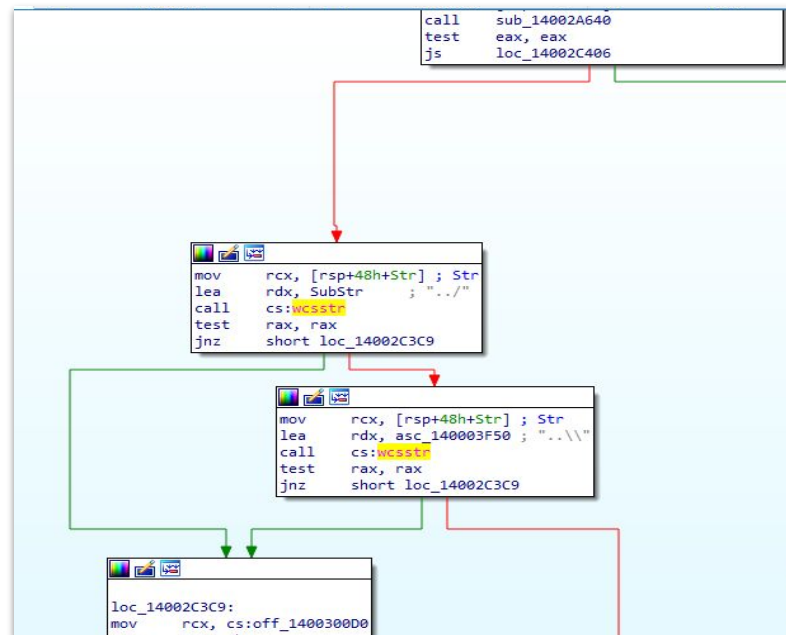 call sub_14002A640
test eax, eax
js loc_14002C406
mov rcx, [rsp+48h+Str] ; Str
lea rdx, SubStr ; "../"
call cs:wcsstr
test rax, rax
jnz short loc_14002C3C9
mov rcx, [rsp+48h+Str] ; Str
lea rdx, asc_140003F50 ; "..\\"
call cs:wcsstr
test rax, rax
jnz short loc_14002C3C9
loc_14002C3C9:
mov rcx, cs:off_1400300D0